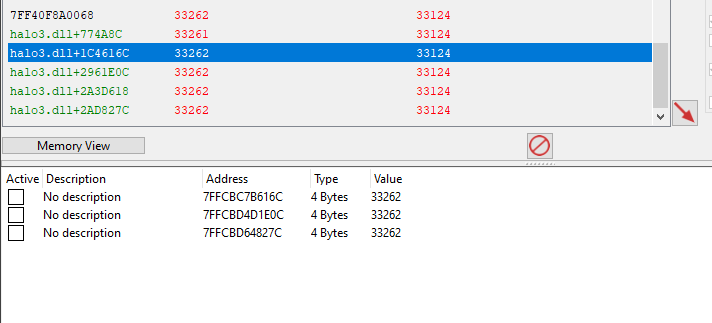 7FF40F8A0068 33262 33124
halo3.dll+774A8C 33261 33124
halo3.dll+1C4616C 33262 33124
halo3.dll+2961E0C 33262 33124
halo3.dll+2A3D618 33262 33124
halo3.dll+2AD827C 33262 33124
Memory View
Active Description Address Type Value
No description 7FFCBC7B616C 4 Bytes 33262
No description 7FFCBD4D1E0C 4 Bytes 33262
No description 7FFCBD64827C 4 Bytes 33262